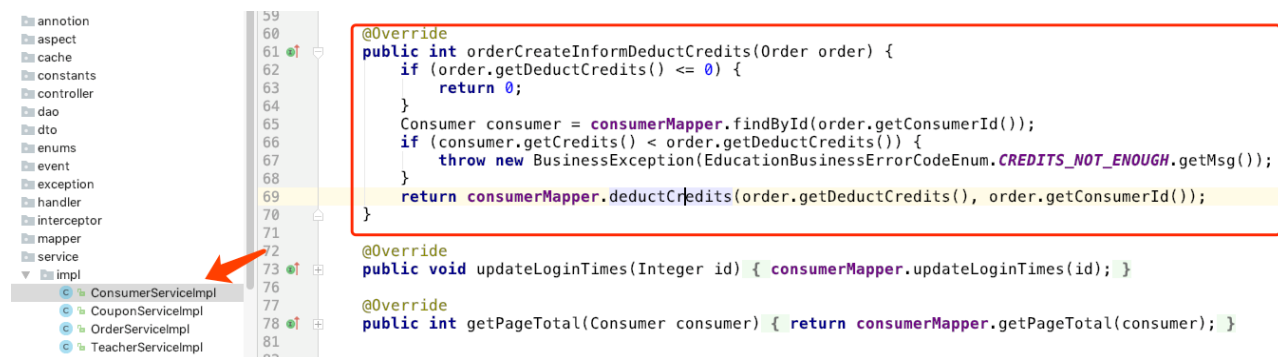 annotion
aspect
cache
constants
controller
dao
dto
enums
event
exception
handler
interceptor
mapper
service
impl
ConsumerServiceImpl
CouponServiceImpl
OrderServiceImpl
TeacherServiceImpl
59
60 @Override
61 public int orderCreateInformDeductCredits(Order order) {
62 if (order.getDeductCredits() <= 0) {
63 return 0;
64 }
65 Consumer consumer = consumerMapper.findById(order.getConsumerId());
66 if (consumer.getCredits() < order.getDeductCredits()) {
67 throw new BusinessException(EducationBusinessErrorCodeEnum.CREDITS_NOT_ENOUGH.getMsg());
68 }
69 return consumerMapper.deductCredits(order.getDeductCredits(), order.getConsumerId());
70 }
71
72 @Override
73 public void updateLoginTimes(Integer id) { consumerMapper.updateLoginTimes(id); }
76
77 @Override
78 public int getPageTotal(Consumer consumer) { return consumerMapper.getPageTotal(consumer); }
81